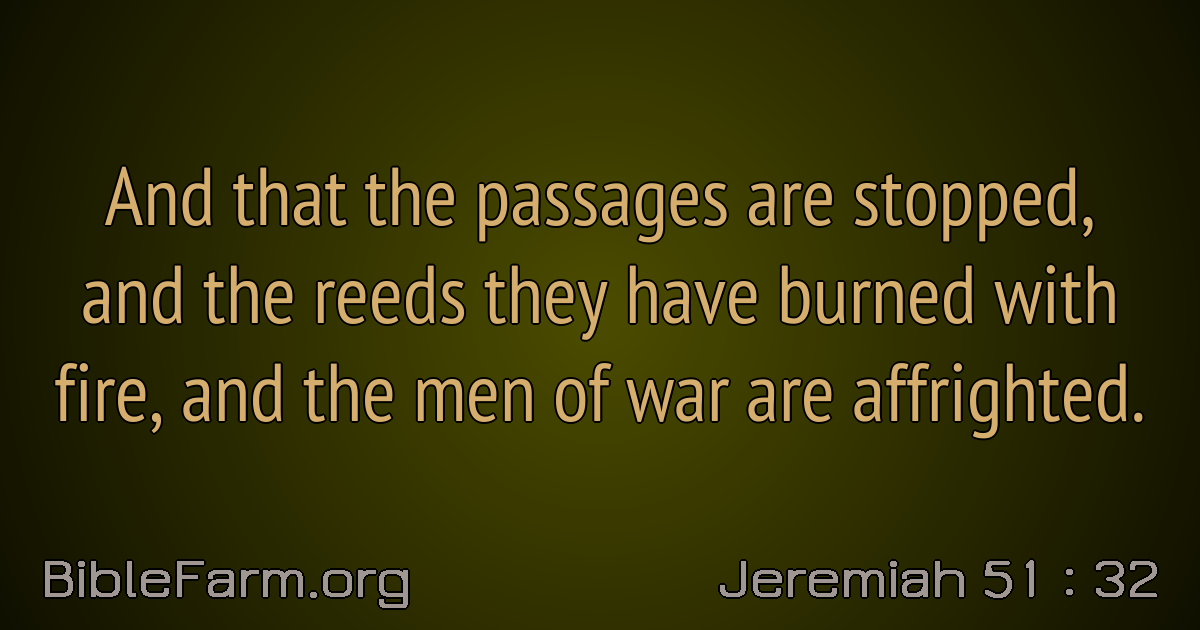 And that the passages are stopped,
and the reeds they have burned with
fire, and the men of war are affrighted.
BibleFarm.org
Jeremiah 51 : 32